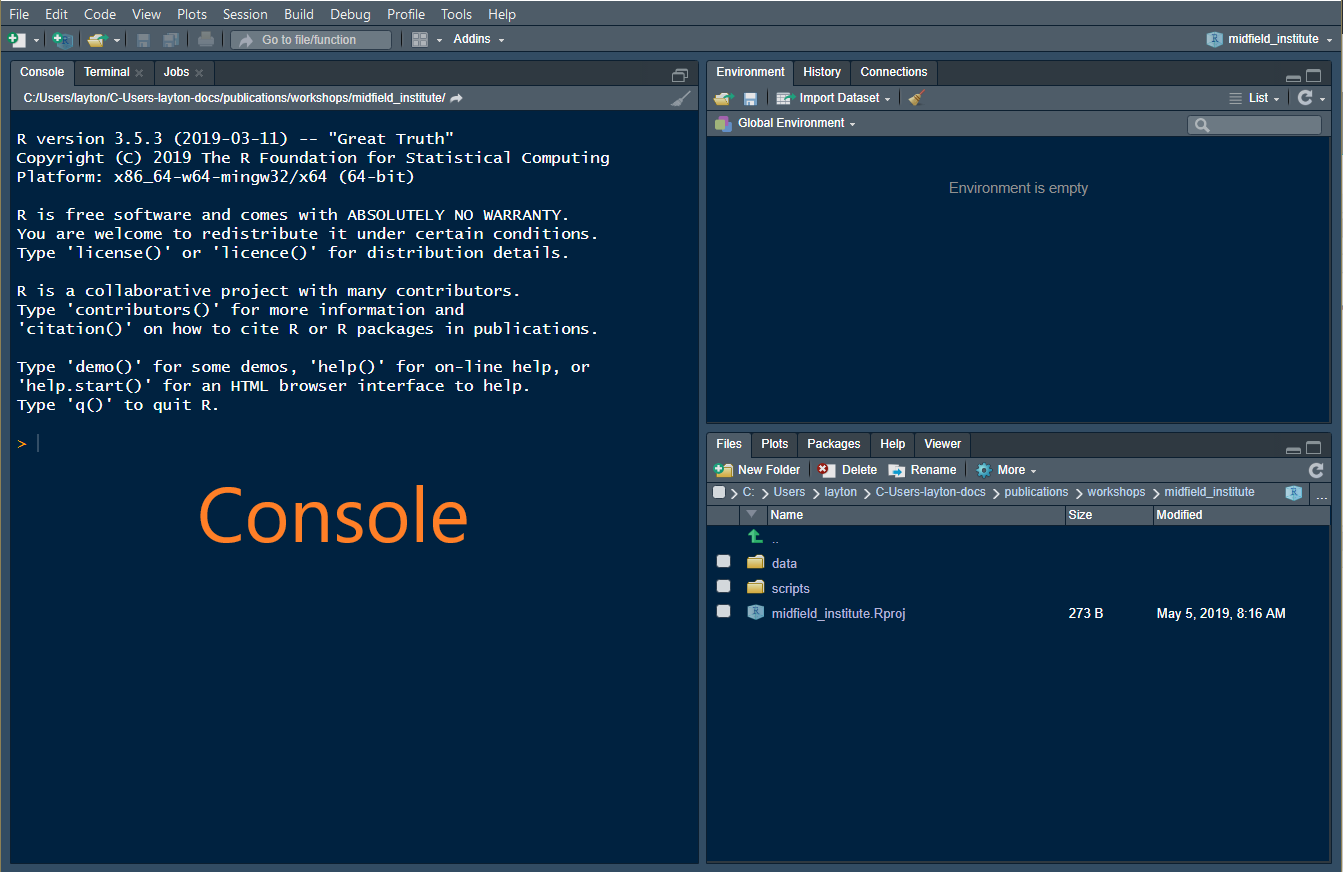 File Edit Code View Plots Session Build Debug Profile Tools Help
Go to file/function Addins midfield_institute
Console Terminal Jobs
C:/Users/layton/C-Users-layton-docs/publications/workshops/midfield_institute/
R version 3.5.3 (2019-03-11) -- "Great Truth"
Copyright (C) 2019 The R Foundation for Statistical Computing
Platform: x86_64-w64-mingw32/x64 (64-bit)
R is free software and comes with ABSOLUTELY NO WARRANTY.
You are welcome to redistribute it under certain conditions.
Type 'license()' or 'licence()' for distribution details.
R is a collaborative project with many contributors.
Type 'contributors()' for more information and
'citation()' on how to cite R or R packages in publications.
Type 'demo()' for some demos, 'help()' for on-line help, or
'help.start()' for an HTML browser interface to help.
Type 'q()' to quit R.
>
Console
Environment History Connections
Import Dataset List
Global Environment
Environment is empty
Files Plots Packages Help Viewer
New Folder Delete Rename More
C: Users layton C-Users-layton-docs publications workshops midfield_institute ...
Name Size Modified
..
data
scripts
midfield_institute.Rproj 273 B May 5, 2019, 8:16 AM